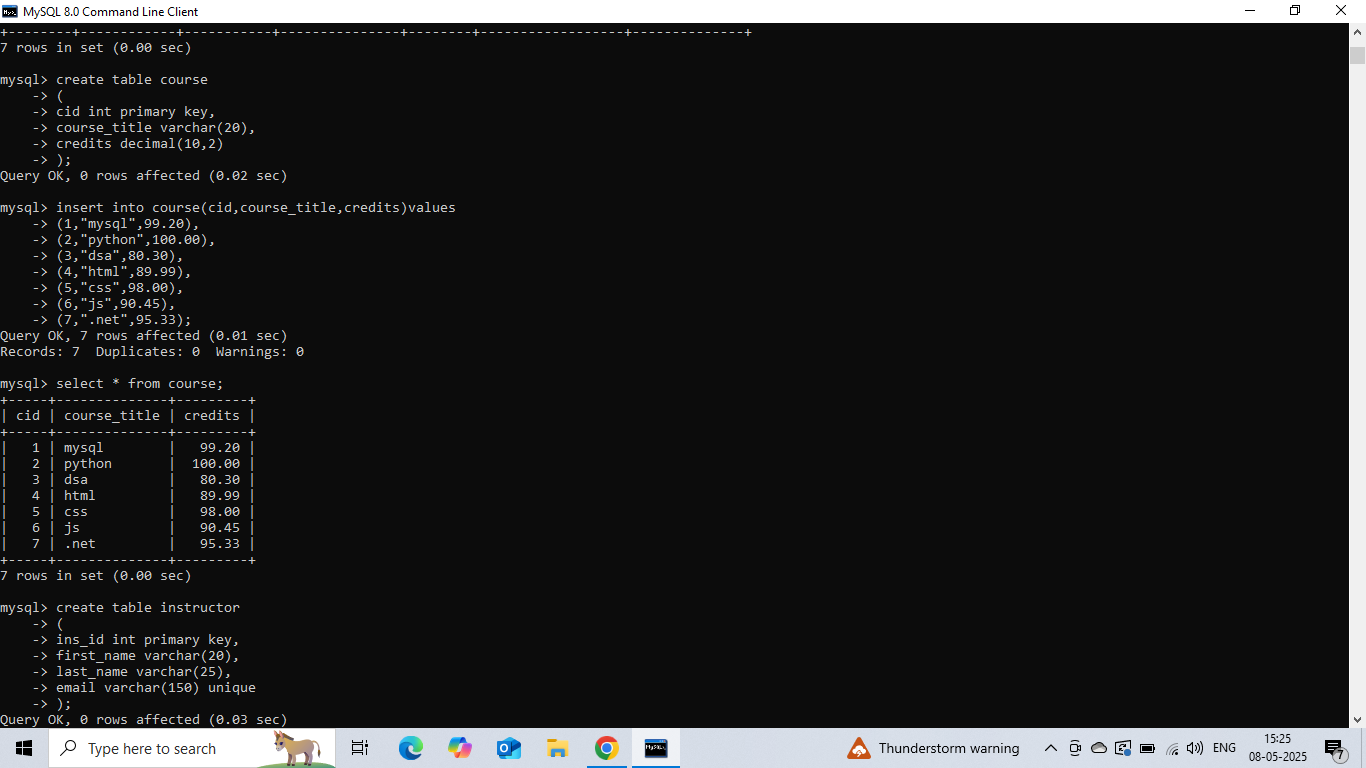 MySQL 8.0 Command Line Client
+--------+------------+-----------+---------------+--------+------------------+--------------+
7 rows in set (0.00 sec)
mysql> create table course
    -> (
    -> cid int primary key,
    -> course_title varchar(20),
    -> credits decimal(10,2)
    -> );
Query OK, 0 rows affected (0.02 sec)
mysql> insert into course(cid,course_title,credits)values
    -> (1,"mysql",99.20),
    -> (2,"python",100.00),
    -> (3,"dsa",80.30),
    -> (4,"html",89.99),
    -> (5,"css",98.00),
    -> (6,"js",90.45),
    -> (7,".net",95.33);
Query OK, 7 rows affected (0.01 sec)
Records: 7  Duplicates: 0  Warnings: 0
mysql> select * from course;
+-----+--------------+---------+
| cid | course_title | credits |
+-----+--------------+---------+
|   1 | mysql        |   99.20 |
|   2 | python       |  100.00 |
|   3 | dsa          |   80.30 |
|   4 | html         |   89.99 |
|   5 | css          |   98.00 |
|   6 | js           |   90.45 |
|   7 | .net         |   95.33 |
+-----+--------------+---------+
7 rows in set (0.00 sec)
mysql> create table instructor
    -> (
    -> ins_id int primary key,
    -> first_name varchar(20),
    -> last_name varchar(25),
    -> email varchar(150) unique
    -> );
Query OK, 0 rows affected (0.03 sec)
Type here to search
Thunderstorm warning
ENG
15:25
08-05-2025
7